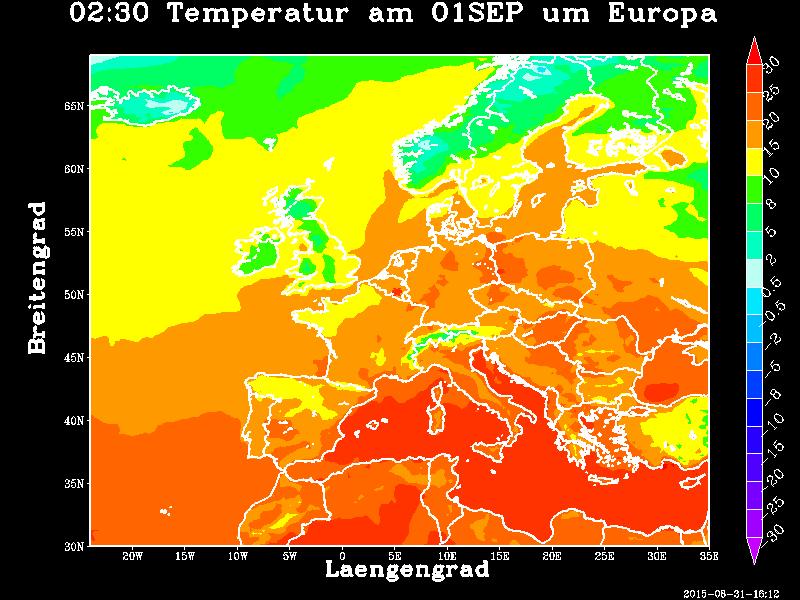 02:30 Temperatur am 01SEP um Europa
Breitengrad
65N
60N
55N
50N
45N
40N
35N
30N
20W
15W
10W
5W
0
5E
10E
15E
20E
25E
30E
35E
Laengengrad
30
25
20
15
10
8
5
2
0.5
-0.5
-2
-5
-8
-10
-15
-20
-25
-30
2015-08-31-16:12